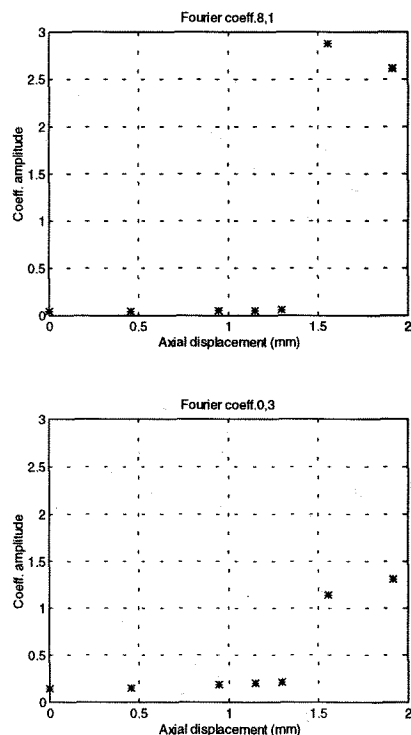 Fourier coeff.8,1
3
2.5
2
1.5
1
0.5
0
Coeff. amplitude
0 0.5 1 1.5 2
Axial displacement (mm)
Fourier coeff.0,3
3
2.5
2
1.5
1
0.5
0
Coeff. amplitude
0 0.5 1 1.5 2
Axial displacement (mm)